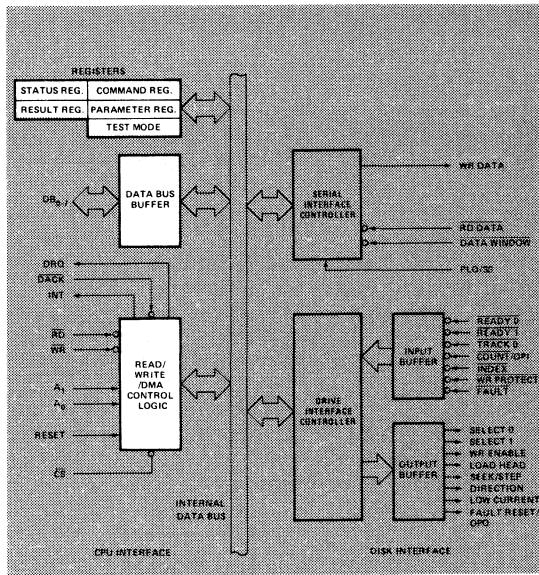 REGISTERS
STATUS REG.
COMMAND REG.
RESULT REG.
PARAMETER REG.
TEST MODE
DB0-7
DATA BUS
BUFFER
DRQ
DACK
INT
RD
WR
A1
A0
RESET
CS
READ/
WRITE
/DMA
CONTROL
LOGIC
INTERNAL
DATA BUS
CPU INTERFACE
SERIAL
INTERFACE
CONTROLLER
WR DATA
RD DATA
DATA WINDOW
PLO/SS
DRIVE
INTERFACE
CONTROLLER
INPUT
BUFFER
READY 0
READY 1
TRACK 0
COUNT/OPI
INDEX
WR PROTECT
FAULT
OUTPUT
BUFFER
SELECT 0
SELECT 1
WR ENABLE
LOAD HEAD
SEEK/STEP
DIRECTION
LOW CURRENT
FAULT RESET/
OPO
DISK INTERFACE